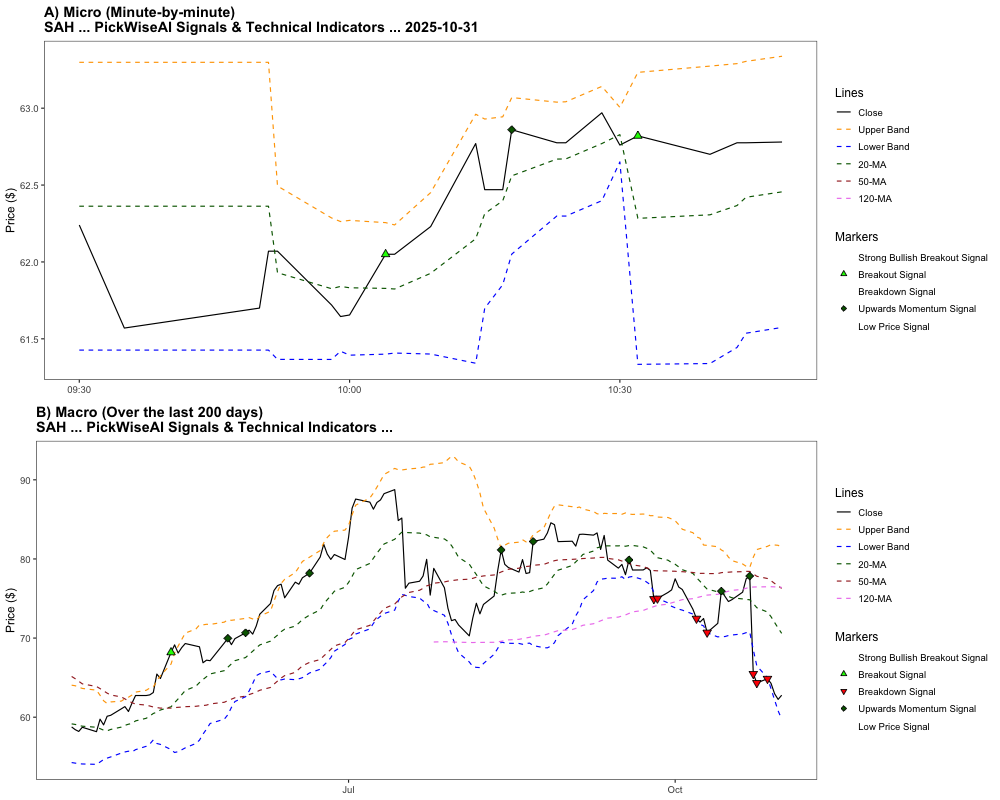 A) Micro (Minute-by-minute)
SAH ... PickWiseAI Signals & Technical Indicators ... 2025-10-31
Price ($)
63.0
62.5
62.0
61.5
09:30
10:00
10:30
Lines
Close
Upper Band
Lower Band
20-MA
50-MA
120-MA
Markers
Strong Bullish Breakout Signal
Breakout Signal
Breakdown Signal
Upwards Momentum Signal
Low Price Signal
B) Macro (Over the last 200 days)
SAH ... PickWiseAI Signals & Technical Indicators ...
Price ($)
90
80
70
60
Jul
Oct
Lines
Close
Upper Band
Lower Band
20-MA
50-MA
120-MA
Markers
Strong Bullish Breakout Signal
Breakout Signal
Breakdown Signal
Upwards Momentum Signal
Low Price Signal